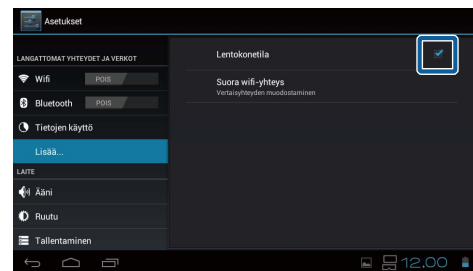 Asetukset
LANGATTOMAT YHTEYDET JA VERKOT
Wifi POIS
Bluetooth POIS
Tietojen käyttö
Lisää...
LAITE
Ääni
Ruutu
Tallentaminen
Lentokonetila
Suora wifi-yhteys
Vertaisyhteyden muodostaminen
12.00